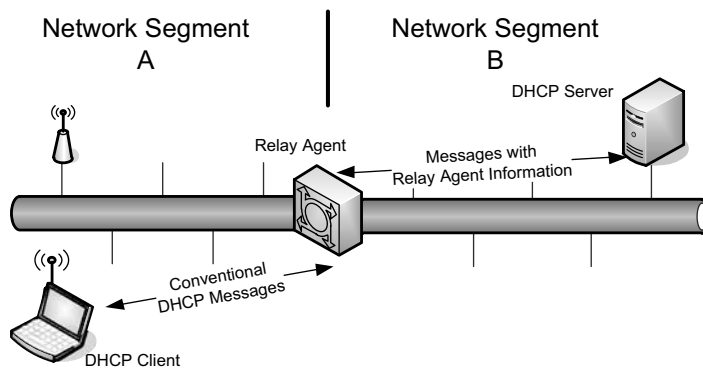 Network Segment
A
Network Segment
B
DHCP Server
Relay Agent
Messages with
Relay Agent Information
Conventional
DHCP Messages
DHCP Client